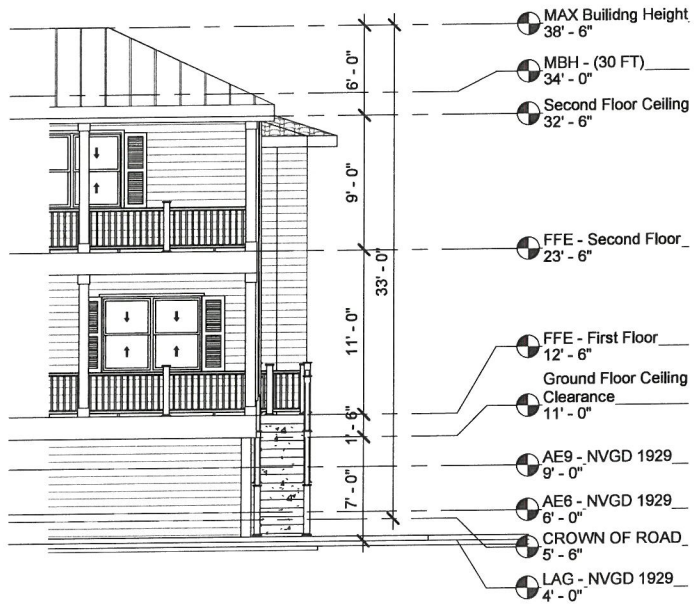 MAX Builidng Height
38' - 6"
MBH - (30 FT)
34' - 0"
Second Floor Ceiling
32' - 6"
FFE - Second Floor
23' - 6"
FFE - First Floor
12' - 6"
Ground Floor Ceiling
Clearance
11' - 0"
AE9 - NVGD 1929
9' - 0"
AE6 - NVGD 1929
6' - 0"
CROWN OF ROAD
5' - 6"
LAG - NVGD 1929
4' - 0"
6' - 0"
9' - 0"
33' - 0"
11' - 0"
1' - 6"
7' - 0"